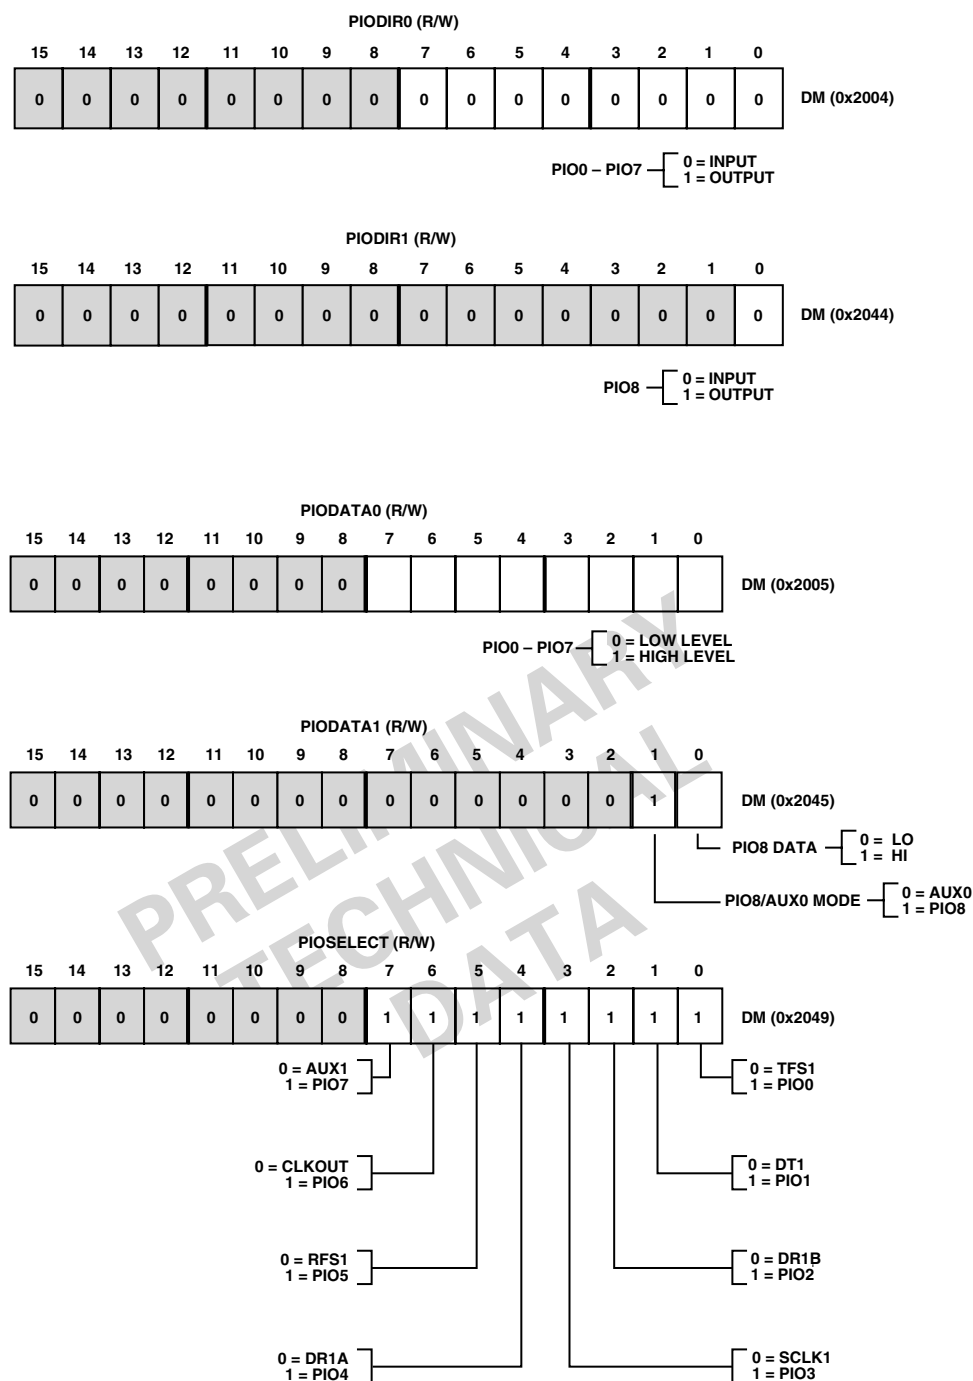 PIODIR0 (R/W)
15 14 13 12 11 10 9 8 7 6 5 4 3 2 1 0
0 0 0 0 0 0 0 0 0 0 0 0 0 0 0 0 DM (0x2004)
PIO0 – PIO7 0 = INPUT
1 = OUTPUT
PIODIR1 (R/W)
15 14 13 12 11 10 9 8 7 6 5 4 3 2 1 0
0 0 0 0 0 0 0 0 0 0 0 0 0 0 0 0 DM (0x2044)
PIO8 0 = INPUT
1 = OUTPUT
PIODATA0 (R/W)
15 14 13 12 11 10 9 8 7 6 5 4 3 2 1 0
0 0 0 0 0 0 0 0 DM (0x2005)
PIO0 – PIO7 0 = LOW LEVEL
1 = HIGH LEVEL
PIODATA1 (R/W)
15 14 13 12 11 10 9 8 7 6 5 4 3 2 1 0
0 0 0 0 0 0 0 0 0 0 0 0 0 0 1 DM (0x2045)
PIO8 DATA 0 = LO
1 = HI
PIO8/AUX0 MODE 0 = AUX0
1 = PIO8
PRELIMINARY
TECHNICAL
DATA
PIOSELECT (R/W)
15 14 13 12 11 10 9 8 7 6 5 4 3 2 1 0
0 0 0 0 0 0 0 0 1 1 1 1 1 1 1 1 DM (0x2049)
0 = AUX1
1 = PIO7
0 = TFS1
1 = PIO0
0 = CLKOUT
1 = PIO6
0 = DT1
1 = PIO1
0 = RFS1
1 = PIO5
0 = DR1B
1 = PIO2
0 = DR1A
1 = PIO4
0 = SCLK1
1 = PIO3